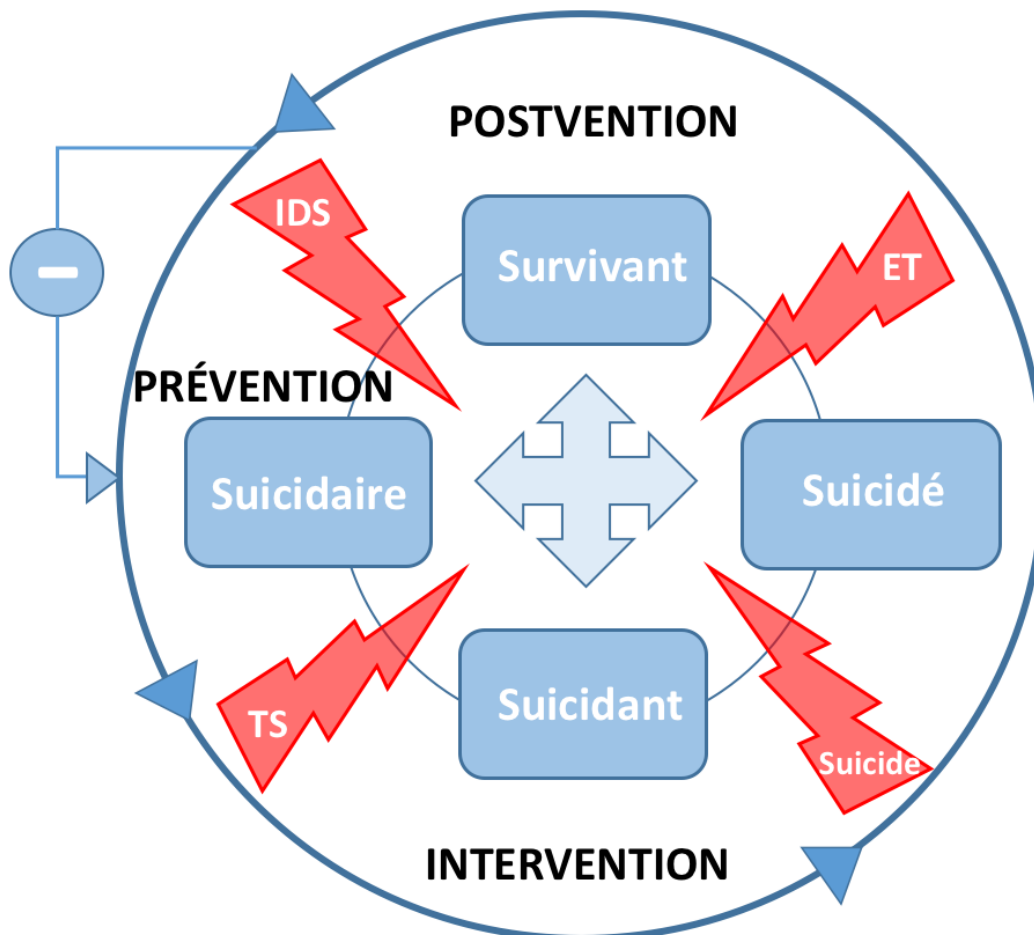 POSTVENTION
IDS
Survivant
ET
PRÉVENTION
Suicidaire
Suicidé
Suicidant
TS
Suicide
INTERVENTION